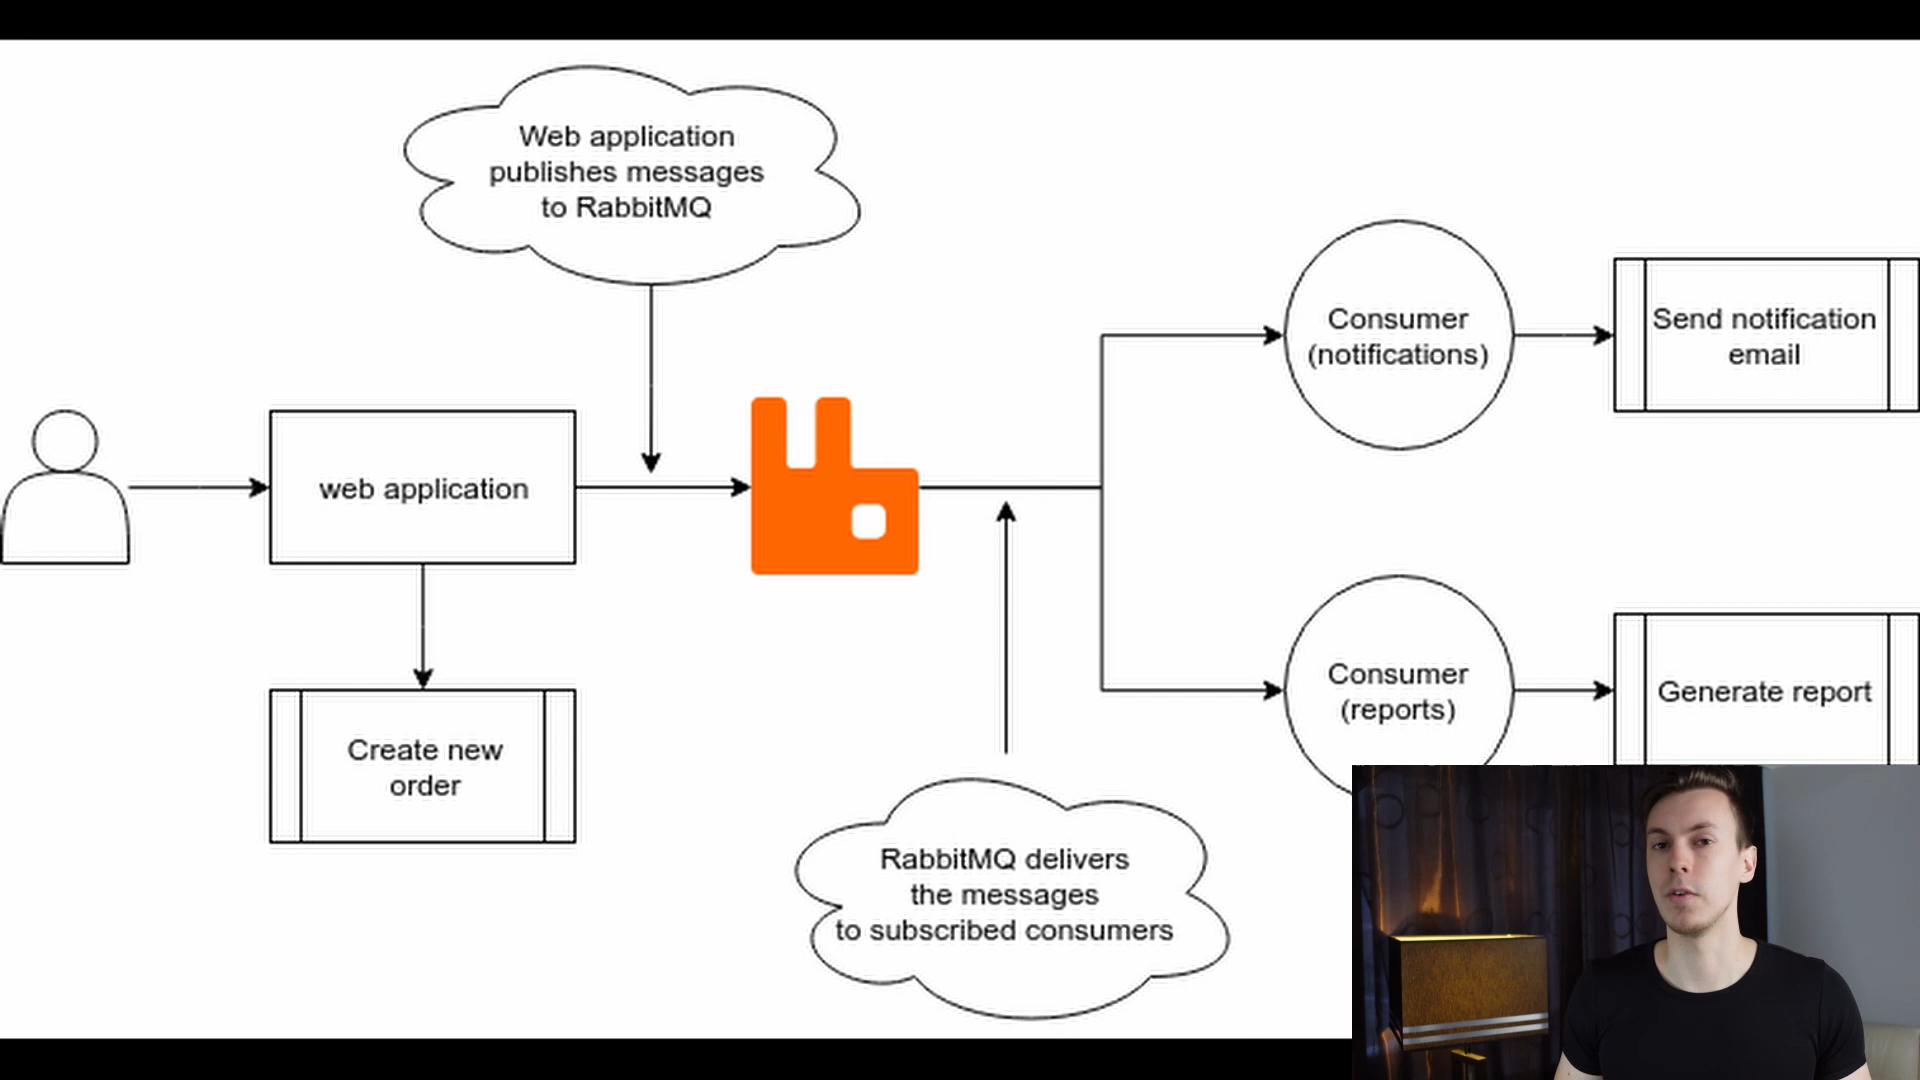 Web application
publishes messages
to RabbitMQ
Consumer
(notifications)
Send notification
email
web application
Consumer
(reports)
Generate report
Create new
order
RabbitMQ delivers
the messages
to subscribed consumers